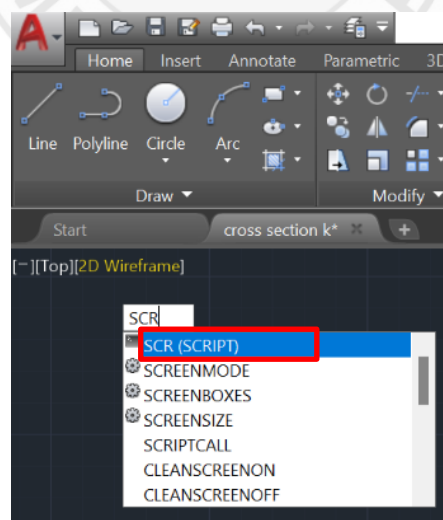 Home Insert Annotate Parametric 3D
Line Polyline Circle Arc
Draw Modify
Start cross section k*
[−][Top][2D Wireframe]
SCR
SCR (SCRIPT)
SCREENMODE
SCREENBOXES
SCREENSIZE
SCRIPTCALL
CLEANSCREENON
CLEANSCREENOFF